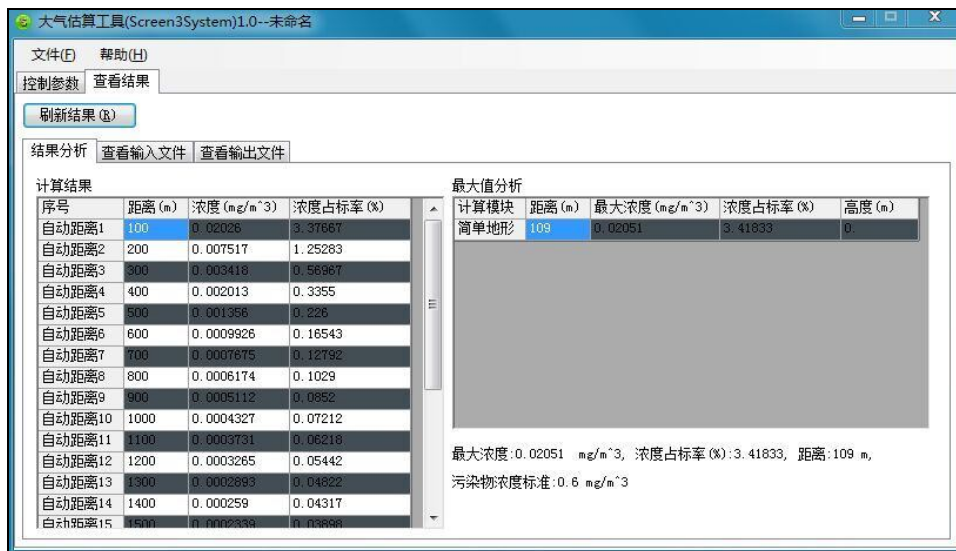 大气估算工具(Screen3System)1.0--未命名
文件(F) 帮助(H)
控制参数 查看结果
刷新结果(R)
结果分析 查看输入文件 查看输出文件
计算结果
序号 距离(m) 浓度(mg/m^3) 浓度占标率(%)
自动距离1 100 0.02026 3.37667
自动距离2 200 0.007517 1.25283
自动距离3 300 0.003418 0.56967
自动距离4 400 0.002013 0.3355
自动距离5 500 0.001356 0.226
自动距离6 600 0.0009926 0.16543
自动距离7 700 0.0007675 0.12792
自动距离8 800 0.0006174 0.1029
自动距离9 900 0.0005112 0.0852
自动距离10 1000 0.0004327 0.07212
自动距离11 1100 0.0003731 0.06218
自动距离12 1200 0.0003265 0.05442
自动距离13 1300 0.0002893 0.04822
自动距离14 1400 0.000259 0.04317
自动距离15 1500 0.0002339 0.03898
最大值分析
计算模块 距离(m) 最大浓度(mg/m^3) 浓度占标率(%) 高度(m)
简单地形 109 0.02051 3.41833 0.
最大浓度:0.02051 mg/m^3, 浓度占标率(%):3.41833, 距离:109 m,
污染物浓度标准:0.6 mg/m^3